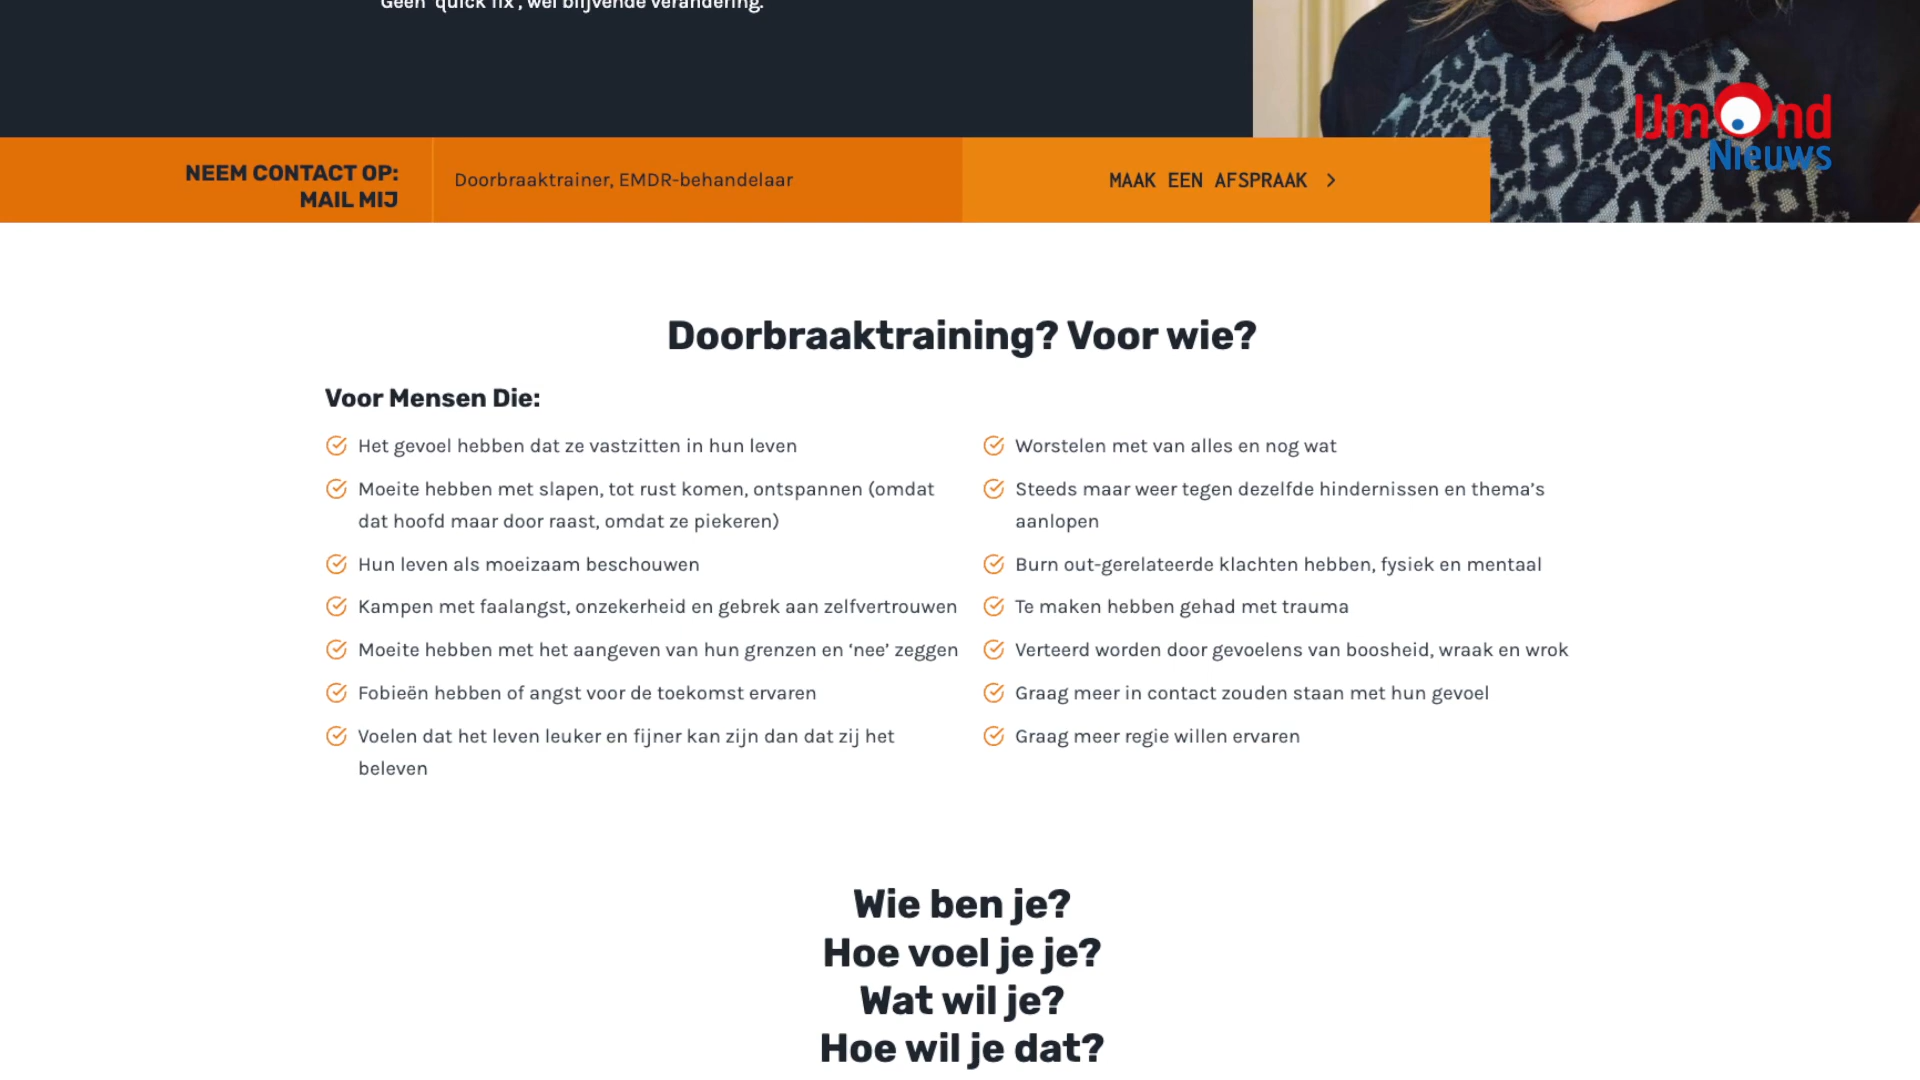 Geen 'quick fix', wel blijvende verandering.
IJmond
Nieuws
NEEM CONTACT OP:
MAIL MIJ
Doorbraaktrainer, EMDR-behandelaar
MAAK EEN AFSPRAAK
Doorbraaktraining? Voor wie?
Voor Mensen Die:
Het gevoel hebben dat ze vastzitten in hun leven
Moeite hebben met slapen, tot rust komen, ontspannen (omdat
dat hoofd maar door raast, omdat ze piekeren)
Hun leven als moeizaam beschouwen
Kampen met faalangst, onzekerheid en gebrek aan zelfvertrouwen
Moeite hebben met het aangeven van hun grenzen en ‘nee’ zeggen
Fobieën hebben of angst voor de toekomst ervaren
Voelen dat het leven leuker en fijner kan zijn dan dat zij het
beleven
Worstelen met van alles en nog wat
Steeds maar weer tegen dezelfde hindernissen en thema’s
aanlopen
Burn out-gerelateerde klachten hebben, fysiek en mentaal
Te maken hebben gehad met trauma
Verteerd worden door gevoelens van boosheid, wraak en wrok
Graag meer in contact zouden staan met hun gevoel
Graag meer regie willen ervaren
Wie ben je?
Hoe voel je je?
Wat wil je?
Hoe wil je dat?